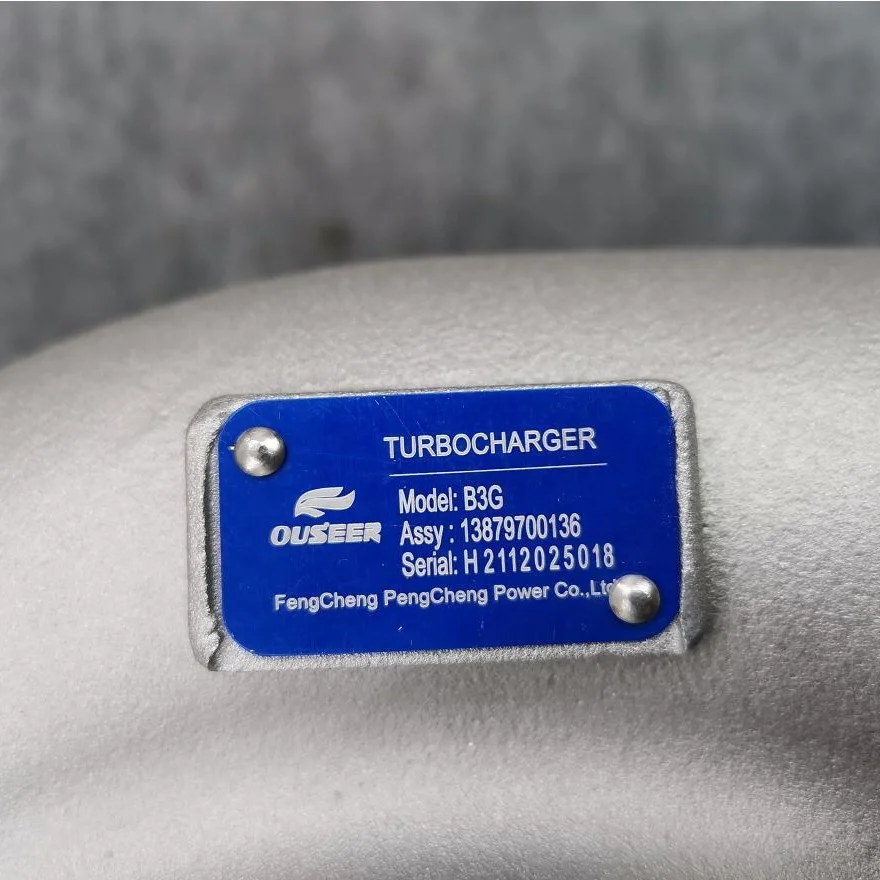 TURBOCHARGER
Model: B3G
OUSEER
Assy : 13879700136
Serial: H 2112025018
FengCheng PengCheng Power Co.,Ltd